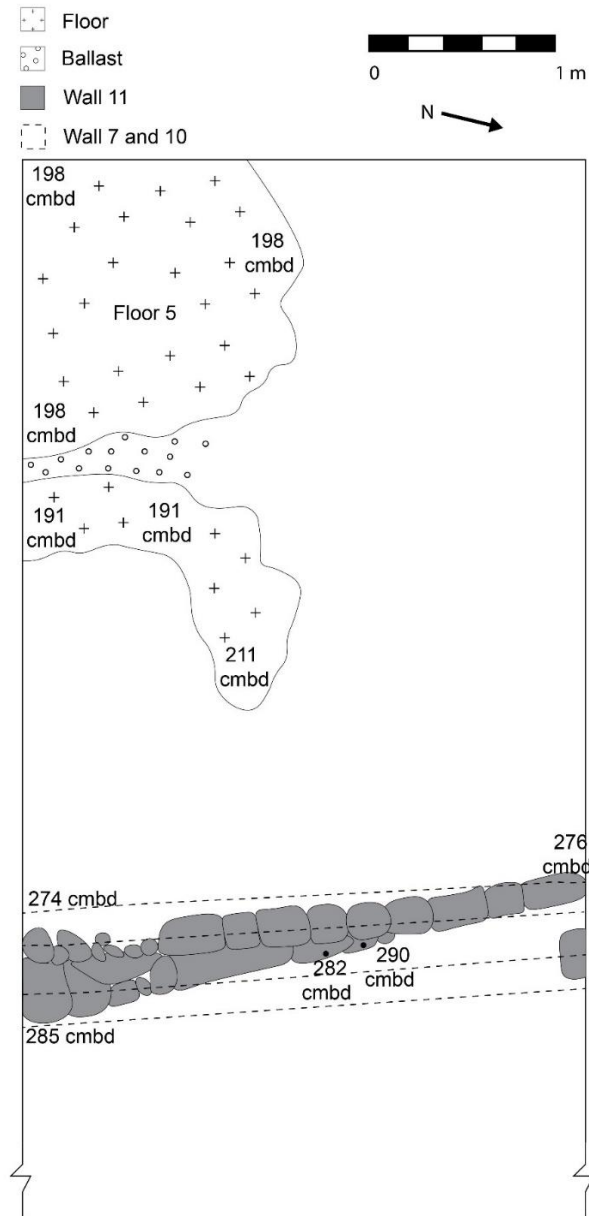 Floor
Ballast
Wall 11
Wall 7 and 10
0 1 m
N
198
cmbd
198
cmbd
Floor 5
198
cmbd
191
cmbd
191
cmbd
211
cmbd
276
cmbd
274 cmbd
290
cmbd
282
cmbd
285 cmbd